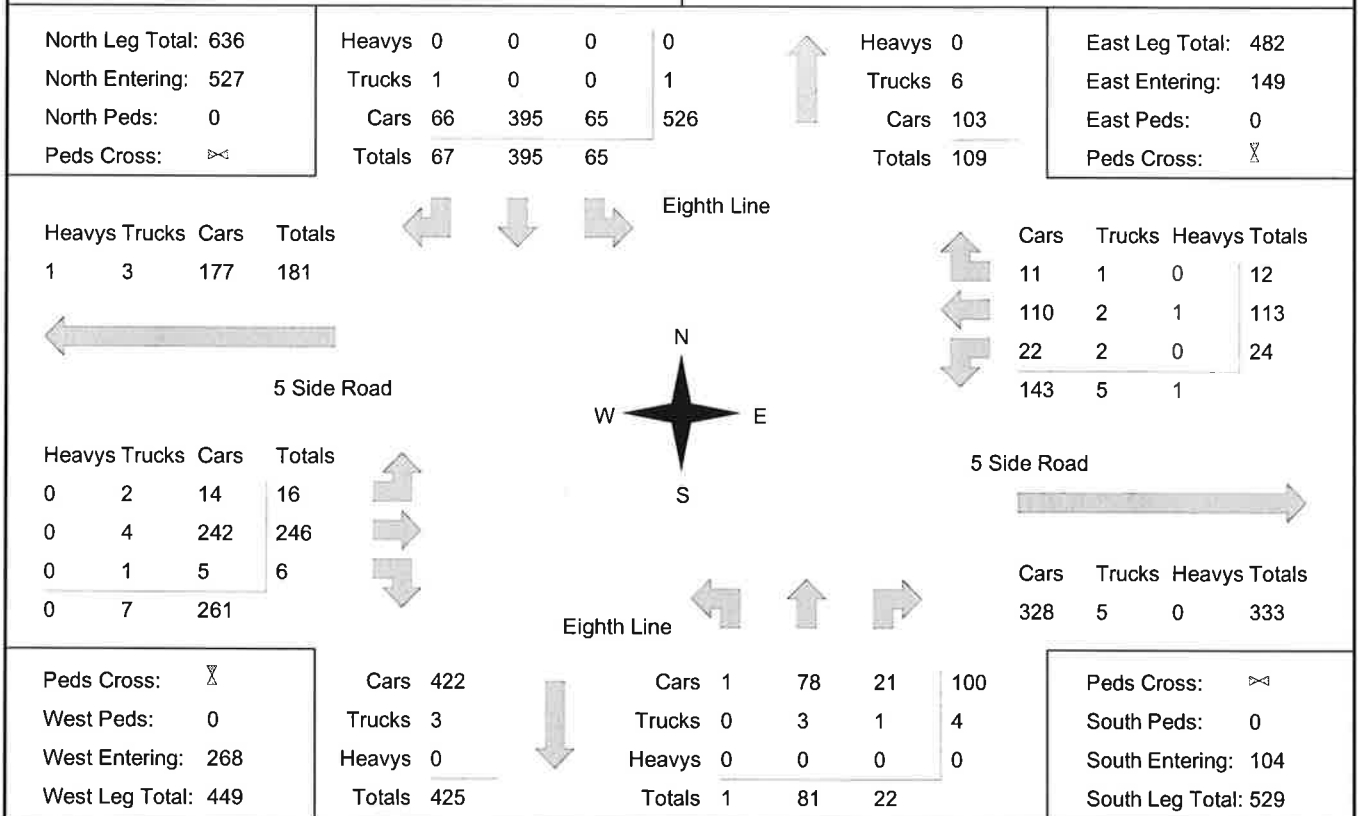 North Leg Total: 636
North Entering: 527
North Peds: 0
Peds Cross:
Heavys 0 0 0 0
Trucks 1 0 0 1
Cars 66 395 65 526
Totals 67 395 65
Heavys 0
Trucks 6
Cars 103
Totals 109
East Leg Total: 482
East Entering: 149
East Peds: 0
Peds Cross:
Eighth Line
Heavys Trucks Cars Totals
1 3 177 181
5 Side Road
Cars Trucks Heavys Totals
11 1 0 12
110 2 1 113
22 2 0 24
143 5 1
N
W E
S
Heavys Trucks Cars Totals
0 2 14 16
0 4 242 246
0 1 5 6
0 7 261
5 Side Road
Cars Trucks Heavys Totals
328 5 0 333
Eighth Line
Peds Cross:
West Peds: 0
West Entering: 268
West Leg Total: 449
Cars 422
Trucks 3
Heavys 0
Totals 425
Cars 1 78 21 100
Trucks 0 3 1 4
Heavys 0 0 0 0
Totals 1 81 22
Peds Cross:
South Peds: 0
South Entering: 104
South Leg Total: 529